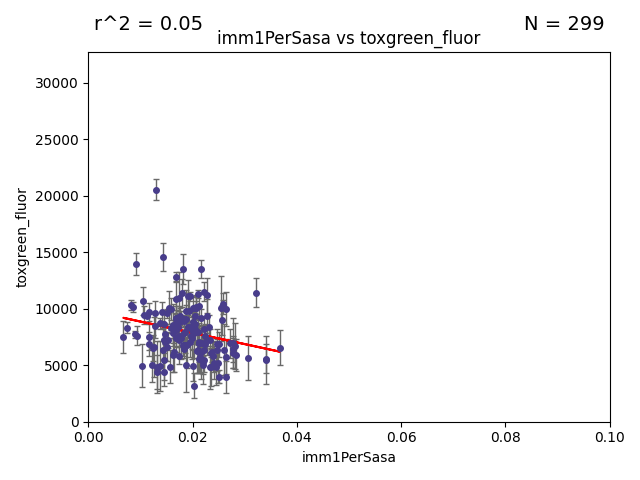 r^2 = 0.05
N = 299
imm1PerSasa vs toxgreen_fluor
30000
25000
20000
15000
10000
5000
0
toxgreen_fluor
0.00 0.02 0.04 0.06 0.08 0.10
imm1PerSasa